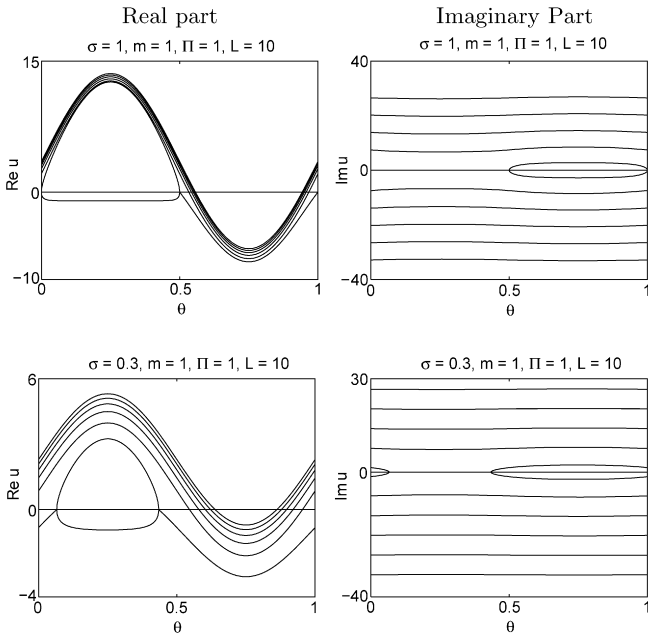 Real part
Imaginary Part
σ = 1, m = 1, Π = 1, L = 10
σ = 1, m = 1, Π = 1, L = 10
15
0
−10
Re u
0
0.5
1
θ
40
0
−40
Im u
0
0.5
1
θ
σ = 0.3, m = 1, Π = 1, L = 10
σ = 0.3, m = 1, Π = 1, L = 10
6
0
−4
Re u
0
0.5
1
θ
30
0
−40
Im u
0
0.5
1
θ